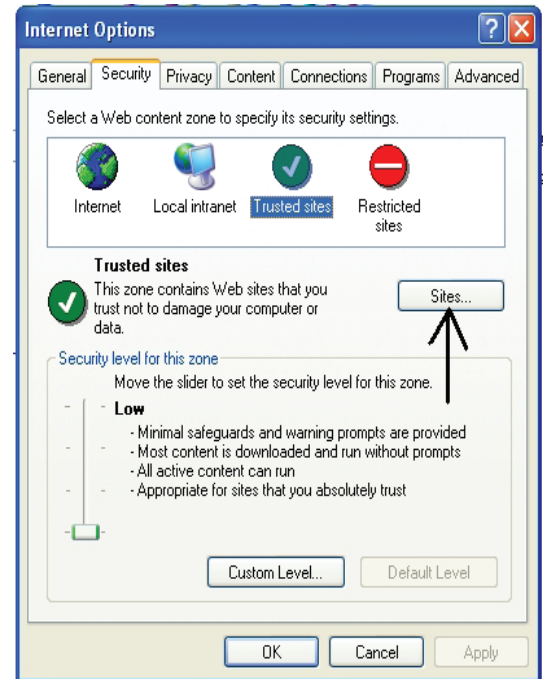 Internet Options
General Security Privacy Content Connections Programs Advanced
Select a Web content zone to specify its security settings.
Internet Local intranet Trusted sites Restricted
sites
Trusted sites
This zone contains Web sites that you
trust not to damage your computer or
data.
Sites...
Security level for this zone
Move the slider to set the security level for this zone.
Low
- Minimal safeguards and warning prompts are provided
- Most content is downloaded and run without prompts
- All active content can run
- Appropriate for sites that you absolutely trust
Custom Level... Default Level
OK Cancel Apply